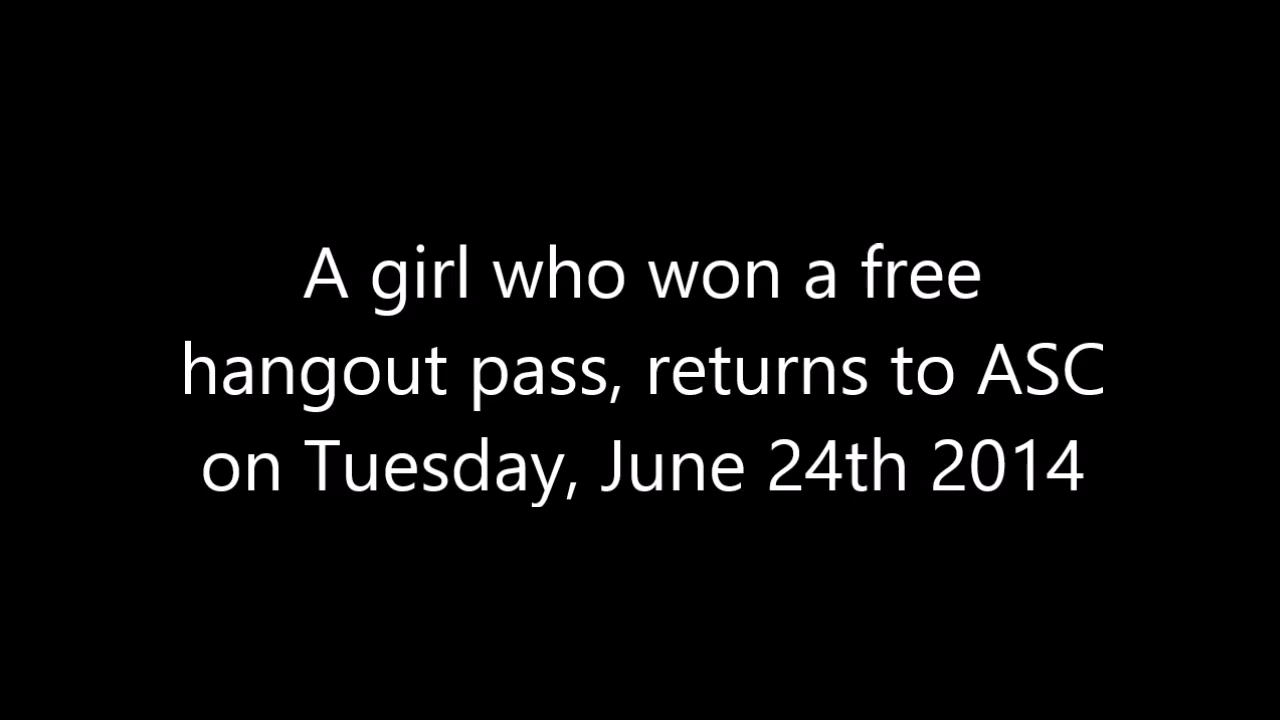 A girl who won a free
hangout pass, returns to ASC
on Tuesday, June 24th 2014